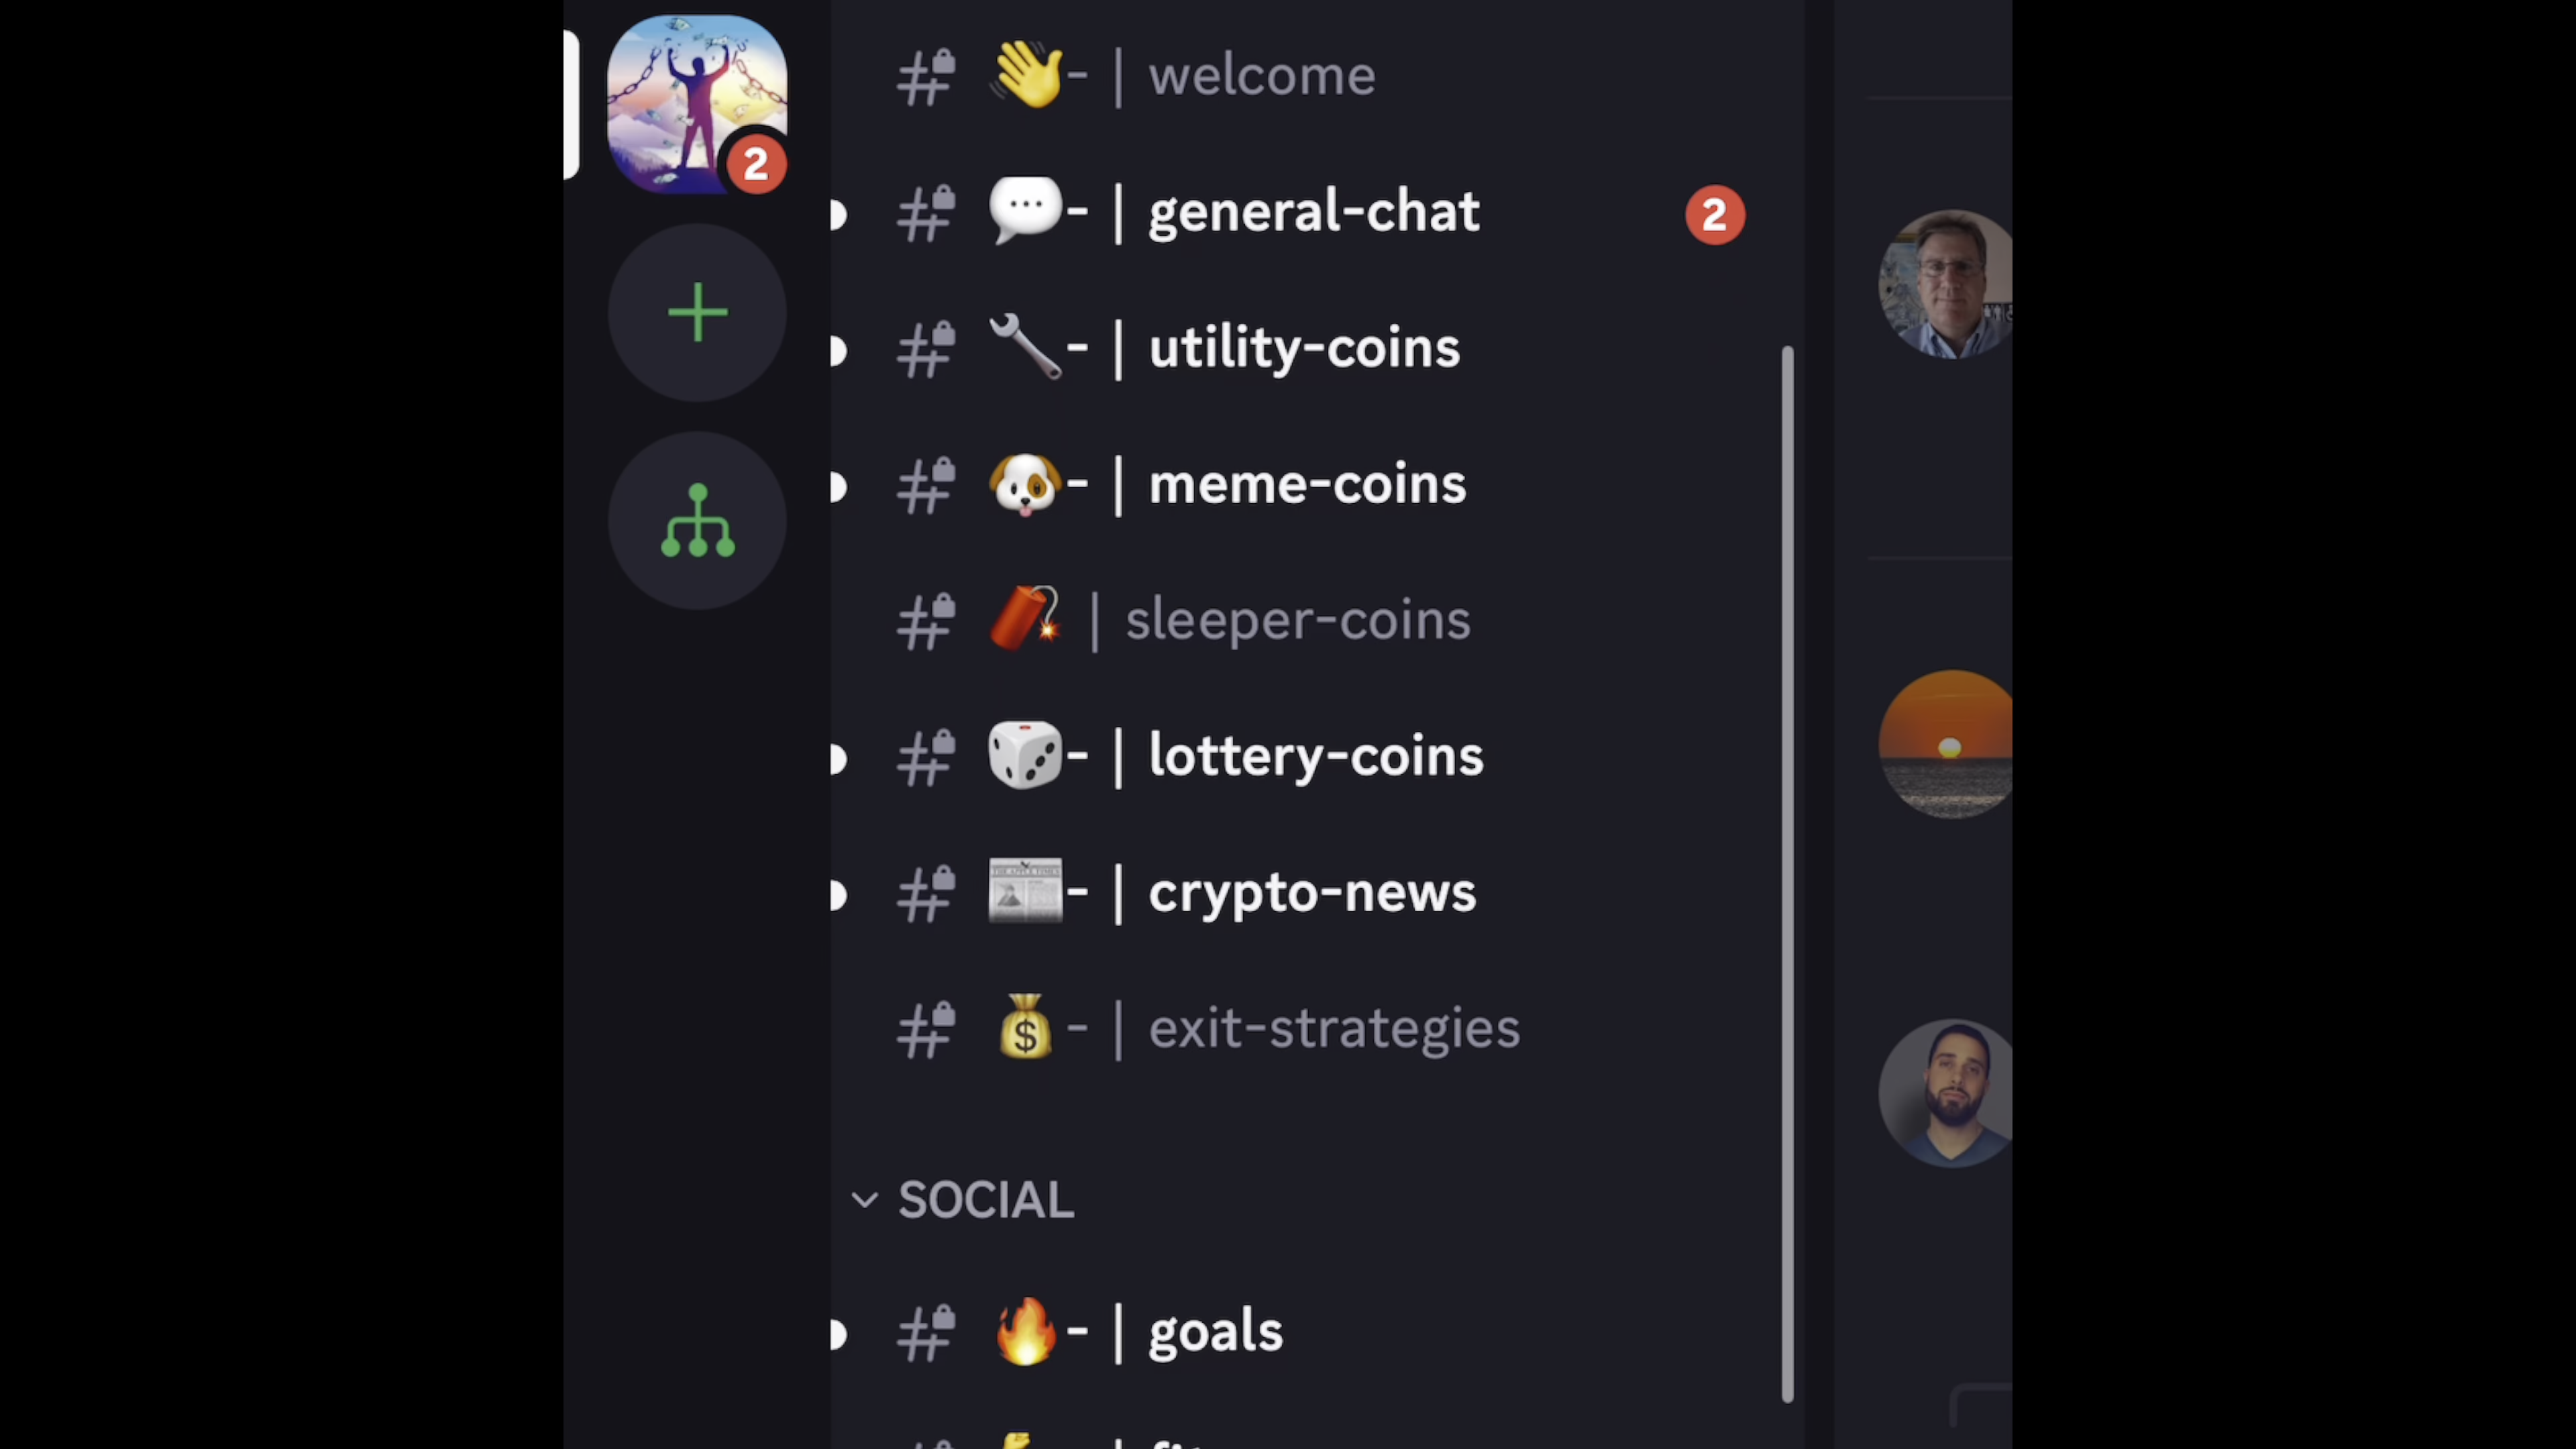 2
👋- | welcome
💬- | general-chat 2
🔧- | utility-coins
🐶- | meme-coins
🧨 | sleeper-coins
🎲- | lottery-coins
📰- | crypto-news
💰- | exit-strategies
SOCIAL
🔥- | goals